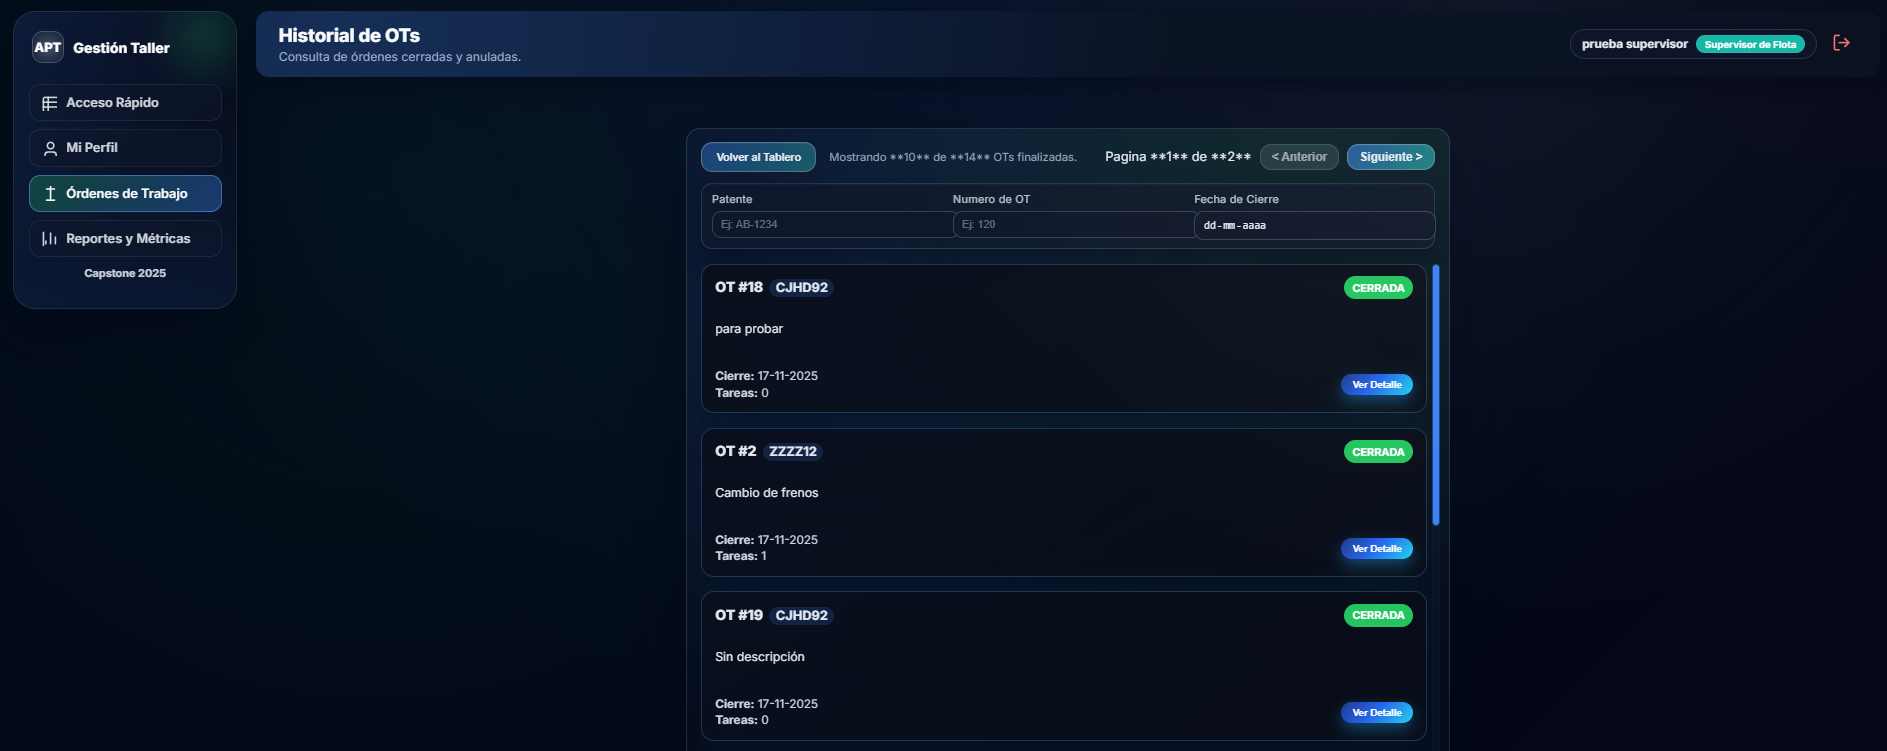 APT Gestión Taller
Acceso Rápido
Mi Perfil
Órdenes de Trabajo
Reportes y Métricas
Capstone 2025
Historial de OTs
Consulta de órdenes cerradas y anuladas.
prueba supervisor Supervisor de Flota
Volver al Tablero Mostrando **10** de **14** OTs finalizadas. Pagina **1** de **2** < Anterior Siguiente >
Patente Numero de OT Fecha de Cierre
Ej: AB-1234 Ej: 120 dd-mm-aaaa
OT #18 CJHD92 CERRADA
para probar
Cierre: 17-11-2025
Tareas: 0 Ver Detalle
OT #2 ZZZZ12 CERRADA
Cambio de frenos
Cierre: 17-11-2025
Tareas: 1 Ver Detalle
OT #19 CJHD92 CERRADA
Sin descripción
Cierre: 17-11-2025
Tareas: 0 Ver Detalle